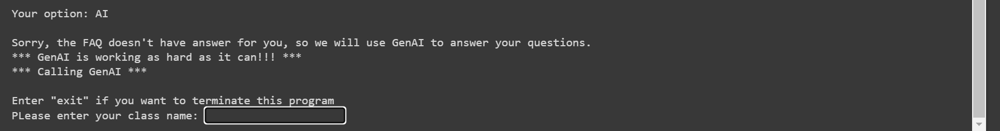 Your option: AI
Sorry, the FAQ doesn't have answer for you, so we will use GenAI to answer your questions.
*** GenAI is working as hard as it can!!! ***
*** Calling GenAI ***
Enter "exit" if you want to terminate this program
PLease enter your class name: